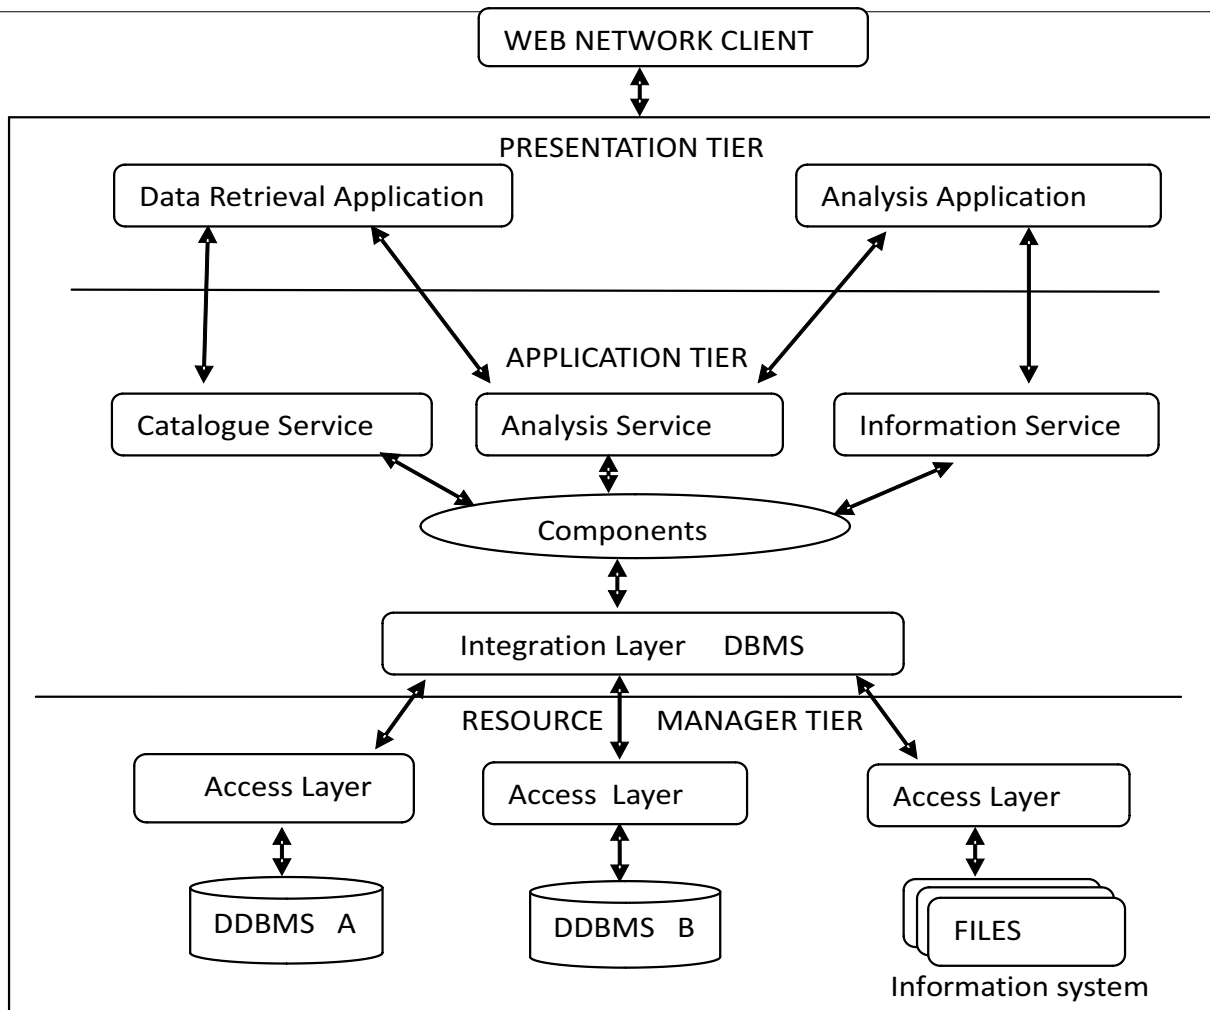 WEB NETWORK CLIENT
PRESENTATION TIER
Data Retrieval Application
Analysis Application
APPLICATION TIER
Catalogue Service
Analysis Service
Information Service
Components
Integration Layer DBMS
RESOURCE MANAGER TIER
Access Layer
Access Layer
Access Layer
DDBMS A
DDBMS B
FILES
Information system